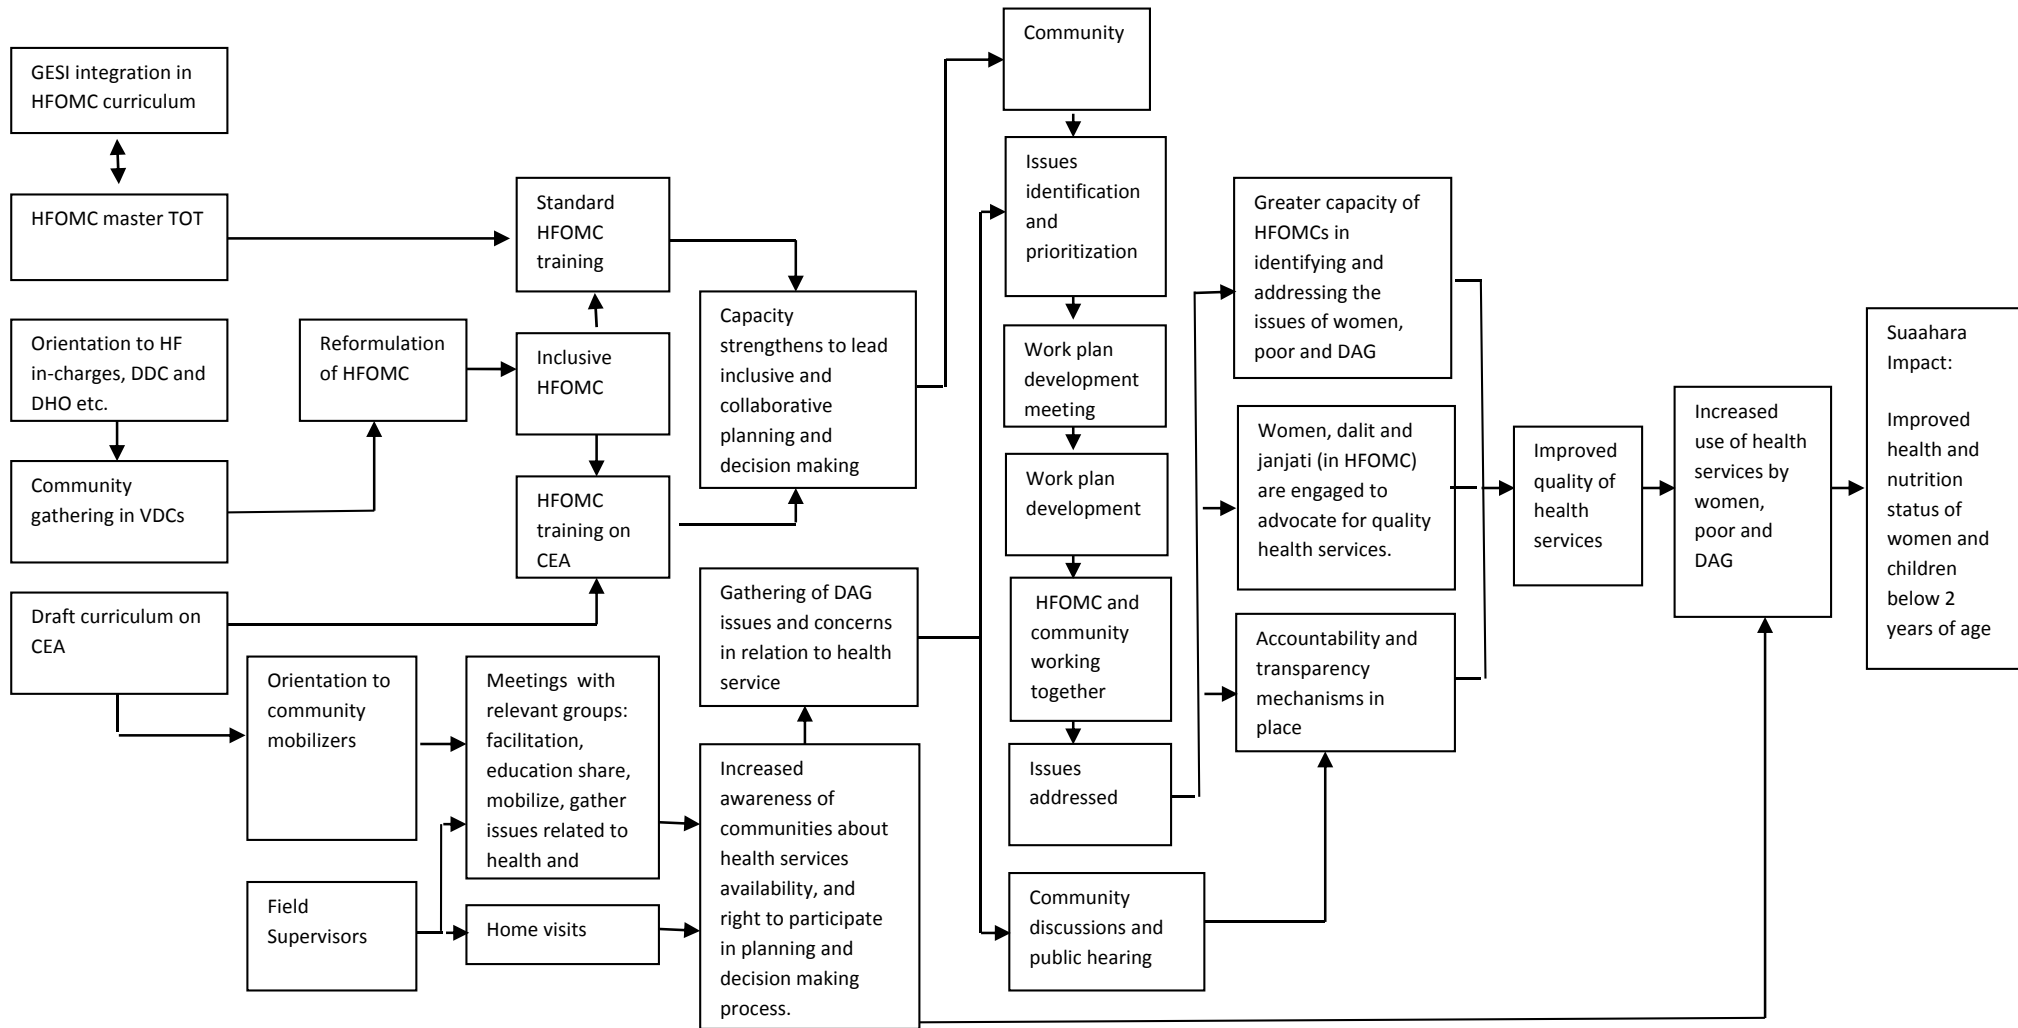 GESI integration in
HFOMC curriculum
HFOMC master TOT
Orientation to HF
in-charges, DDC and
DHO etc.
Community
gathering in VDCs
Draft curriculum on
CEA
Reformulation
of HFOMC
Orientation to
community
mobilizers
Field
Supervisors
Standard
HFOMC
training
Inclusive
HFOMC
HFOMC
training on
CEA
Meetings with
relevant groups:
facilitation,
education share,
mobilize, gather
issues related to
health and
Home visits
Capacity
strengthens to lead
inclusive and
collaborative
planning and
decision making
Gathering of DAG
issues and concerns
in relation to health
service
Increased
awareness of
communities about
health services
availability, and
right to participate
in planning and
decision making
process.
Community
Issues
identification
and
prioritization
Work plan
development
meeting
Work plan
development
HFOMC and
community
working
together
Issues
addressed
Community
discussions and
public hearing
Greater capacity of
HFOMCs in
identifying and
addressing the
issues of women,
poor and DAG
Women, dalit and
janjati (in HFOMC)
are engaged to
advocate for quality
health services.
Accountability and
transparency
mechanisms in
place
Improved
quality of
health
services
Increased
use of health
services by
women,
poor and
DAG
Suaahara
Impact:
Improved
health and
nutrition
status of
women and
children
below 2
years of age